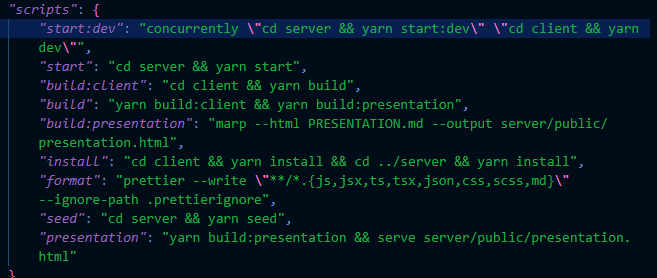 "scripts": {
"start:dev": "concurrently \"cd server && yarn start:dev\" \"cd client && yarn
dev\"",
"start": "cd server && yarn start",
"build:client": "cd client && yarn build",
"build": "yarn build:client && yarn build:presentation",
"build:presentation": "marp --html PRESENTATION.md --output server/public/
presentation.html",
"install": "cd client && yarn install && cd ../server && yarn install",
"format": "prettier --write \"**/*.{js,jsx,ts,tsx,json,css,scss,md}\"
--ignore-path .prettierignore",
"seed": "cd server && yarn seed",
"presentation": "yarn build:presentation && serve server/public/presentation.
html"
}